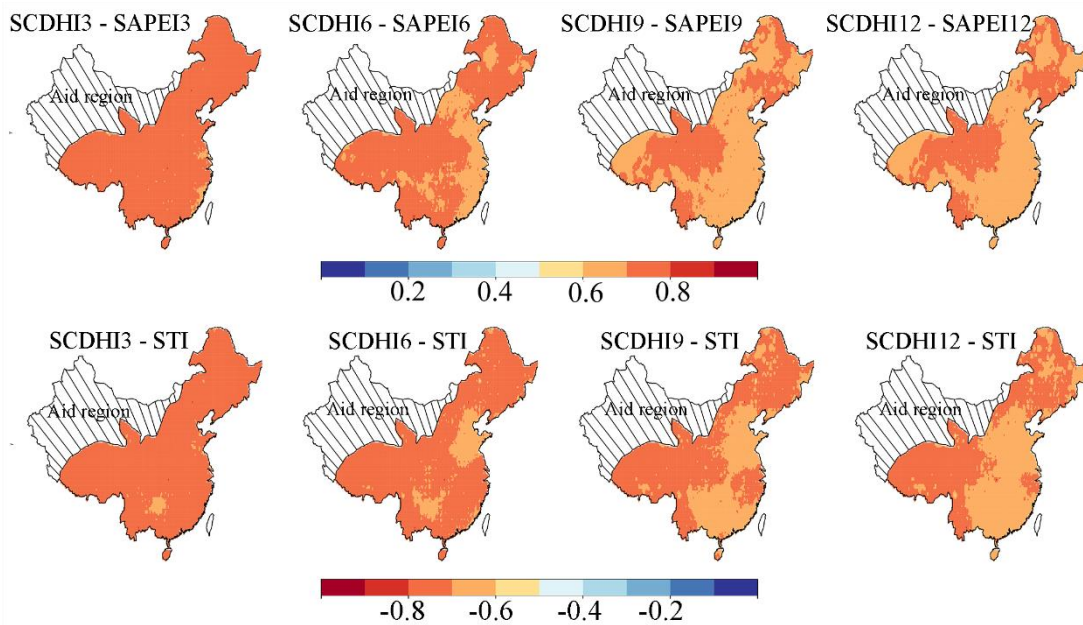 SCDHI3 - SAPEI3
SCDHI6 - SAPEI6
SCDHI9 - SAPEI9
SCDHI12 - SAPEI12
Aid region
Aid region
Aid region
Aid region
0.2 0.4 0.6 0.8
SCDHI3 - STI
SCDHI6 - STI
SCDHI9 - STI
SCDHI12 - STI
Aid region
Aid region
Aid region
Aid region
-0.8 -0.6 -0.4 -0.2